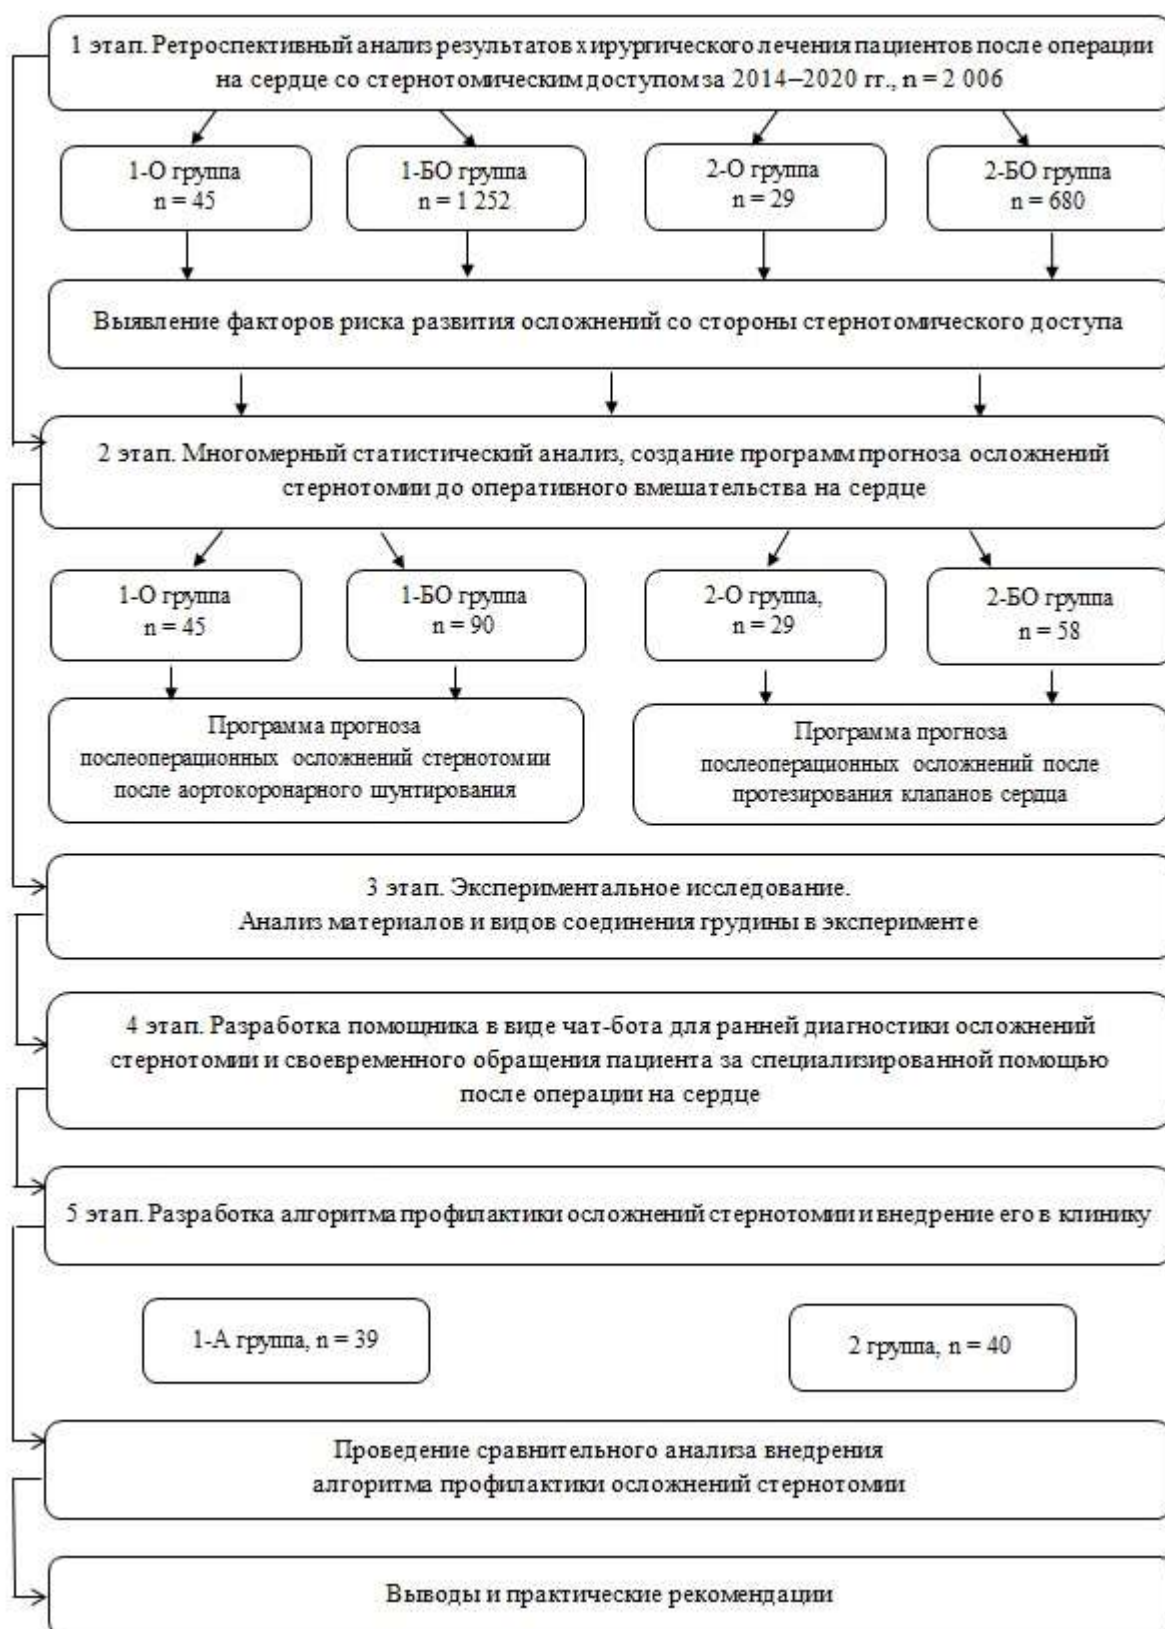 1 этап. Ретроспективный анализ результатов хирургического лечения пациентов после операции
на сердце со стернотомическим доступом за 2014–2020 гг., n = 2 006
1-О группа
n = 45
1-БО группа
n = 1 252
2-О группа
n = 29
2-БО группа
n = 680
Выявление факторов риска развития осложнений со стороны стернотомического доступа
2 этап. Многомерный статистический анализ, создание программ прогноза осложнений
стернотомии до оперативного вмешательства на сердце
1-О группа
n = 45
1-БО группа
n = 90
2-О группа,
n = 29
2-БО группа
n = 58
Программа прогноза
послеоперационных осложнений стернотомии
после аортокоронарного шунтирования
Программа прогноза
послеоперационных осложнений после
протезирования клапанов сердца
3 этап. Экспериментальное исследование.
Анализ материалов и видов соединения грудины в эксперименте
4 этап. Разработка помощника в виде чат-бота для ранней диагностики осложнений
стернотомии и своевременного обращения пациента за специализированной помощью
после операции на сердце
5 этап. Разработка алгоритма профилактики осложнений стернотомии и внедрение его в клинику
1-А группа, n = 39
2 группа, n = 40
Проведение сравнительного анализа внедрения
алгоритма профилактики осложнений стернотомии
Выводы и практические рекомендации